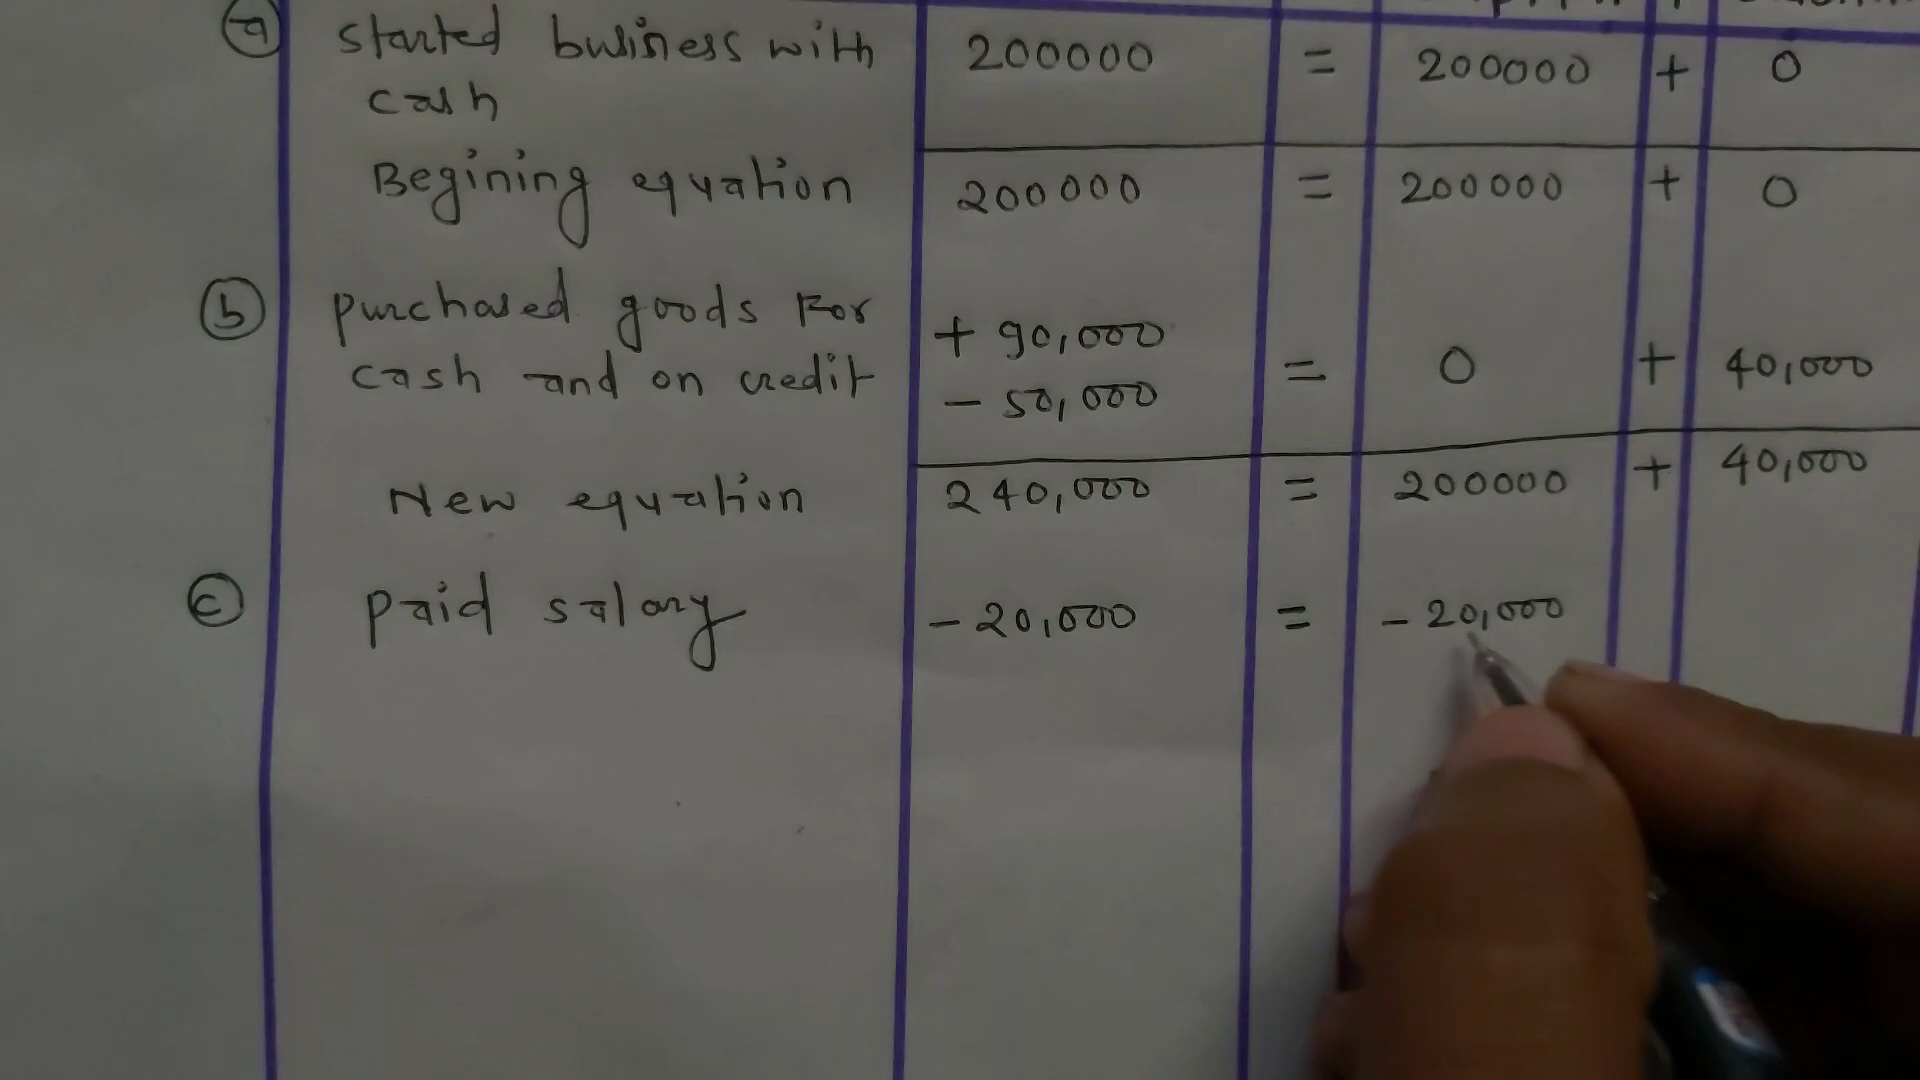 a started business with 200000 = 200000 + 0
cash
Begining equation 200000 = 200000 + 0
b purchased goods For + 90,000
cash and on credit - 50,000 = 0 + 40,000
New equation 240,000 = 200000 + 40,000
c paid salary - 20,000 = - 20,000